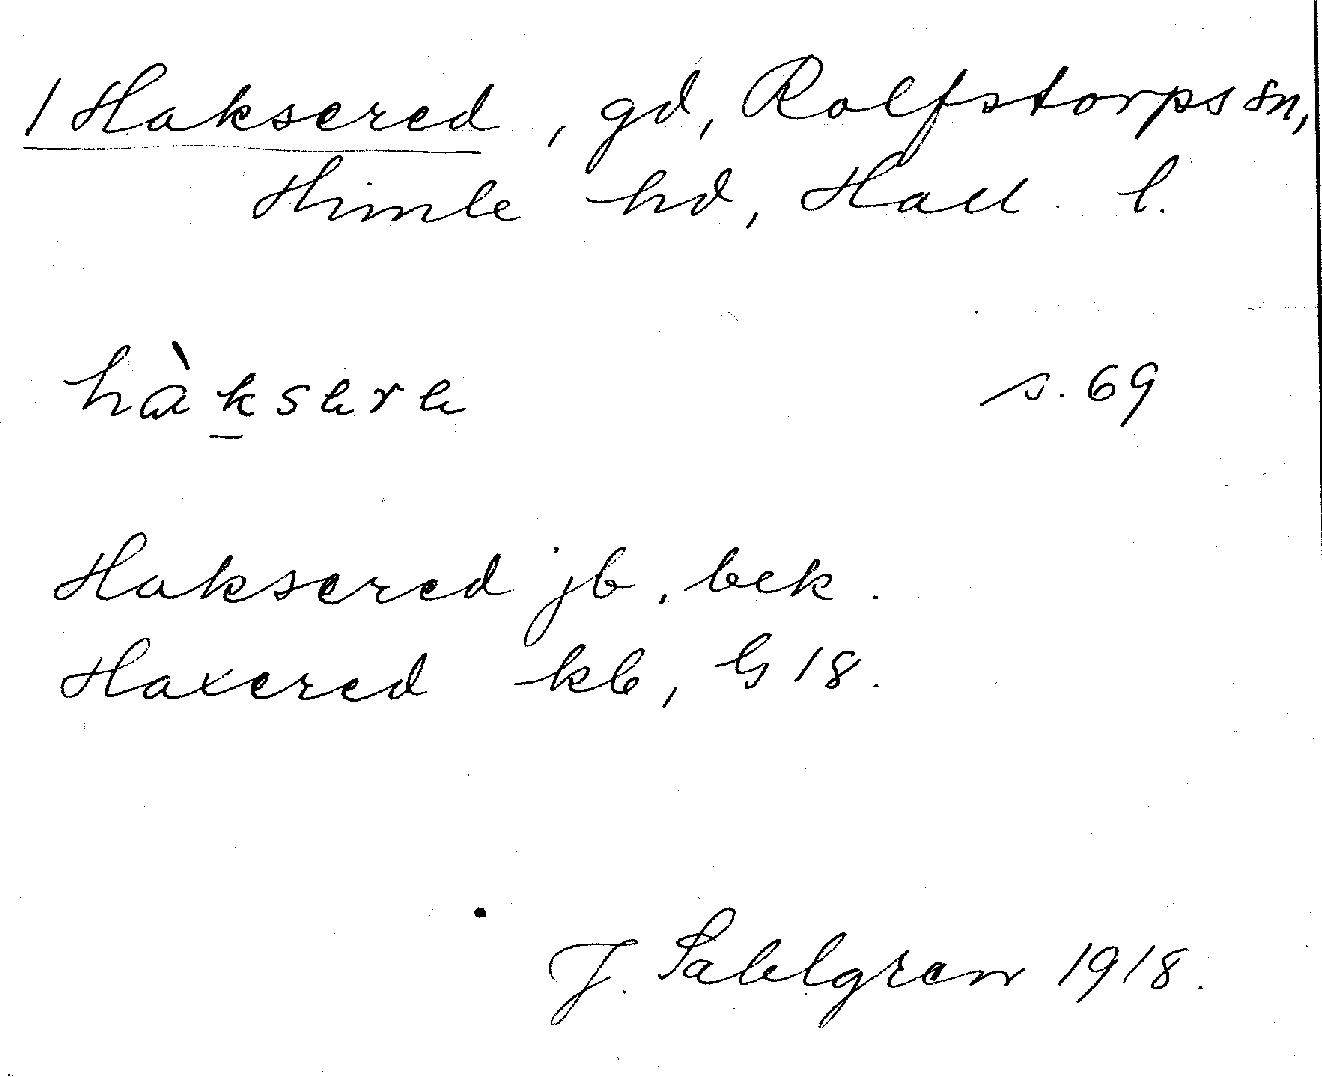 1 Haksered, gd, Rolfstorps sn,
Himle hd, Hall. l.
hàksere s. 69
Haksered jb, bek.
Haxered kb, G 18.
J. Sahlgren 1918.